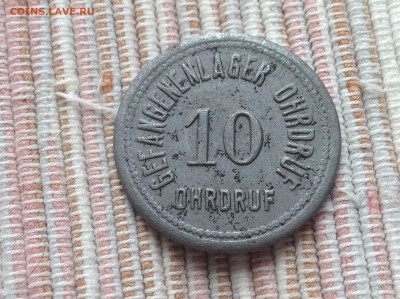 COINS.LAVE.RU
GEFANGENENLAGER OHRDRUF
10
OHRDRUF